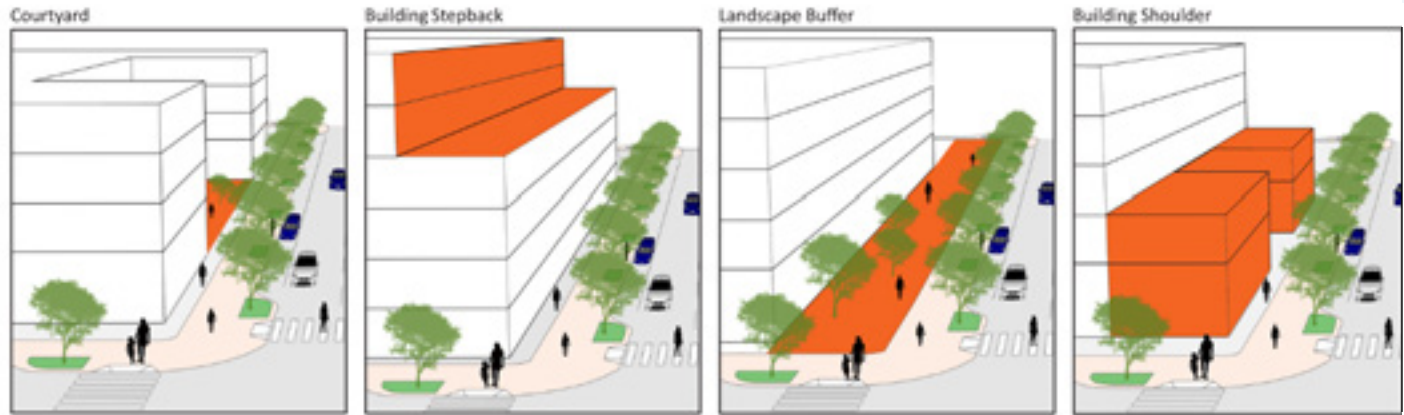 Courtyard
Building Stepback
Landscape Buffer
Building Shoulder